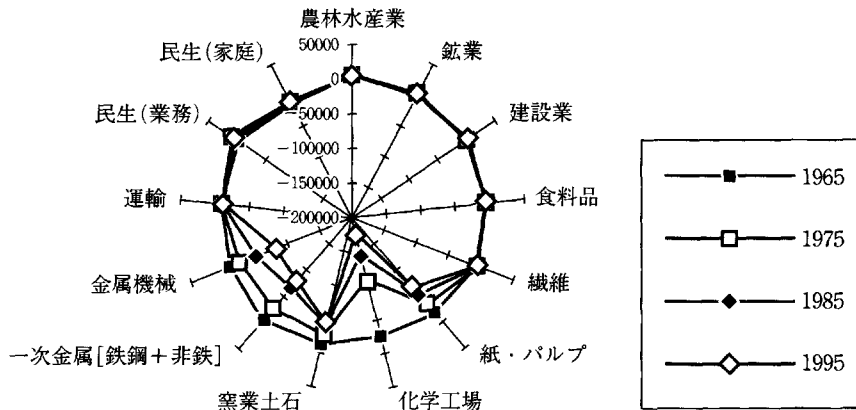 農林水産業
鉱業
建設業
食料品
繊維
紙・パルプ
化学工場
窯業土石
一次金属[鉄鋼+非鉄]
金属機械
運輸
民生(業務)
民生(家庭)
50000
0
-50000
-100000
-150000
-200000
1965
1975
1985
1995